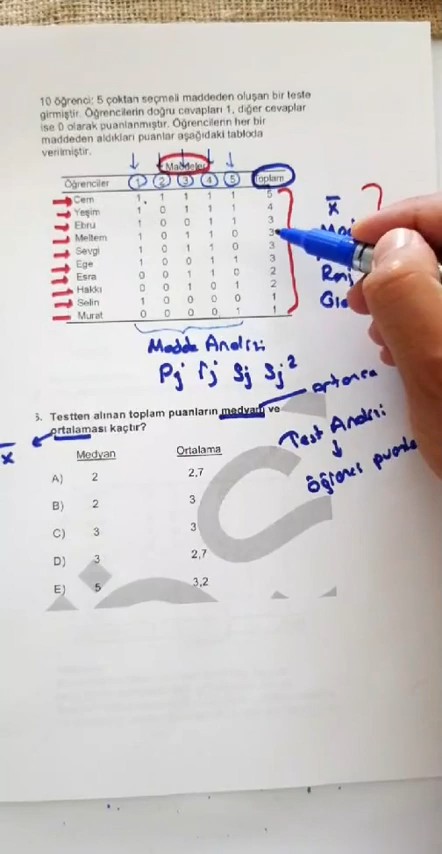 10 öğrenci; 5 çoktan seçmeli maddeden oluşan bir teste
girmiştir. Öğrencilerin doğru cevapları 1, diğer cevaplar
ise 0 olarak puanlanmıştır. Öğrencilerin her bir
maddeden aldıkları puanlar aşağıdaki tabloda
verilmiştir.
Maddeler
Öğrenciler 1 2 3 4 5 Toplam
Cem 1 1 1 1 1 5
Yeşim 1 0 1 1 1 4
Ebru 1 0 0 1 1 3
Meltem 1 0 1 1 0 3
Sevgi 1 0 1 1 0 3
Ege 1 0 0 1 1 3
Esra 0 0 1 1 0 2
Hakkı 0 0 1 0 1 2
Selin 1 0 0 0 0 1
Murat 0 0 0 0 1 1
x̄
Madde Analizi
Pj rj Sj Sj²
ortanca
Testten alınan toplam puanların medyanı ve
ortalaması kaçtır?
x̄
Test Analizi
Öğrenci
Medyan Ortalama
A) 2 2,7
B) 2 3
C) 3 3
D) 3 2,7
E) 5 3,2